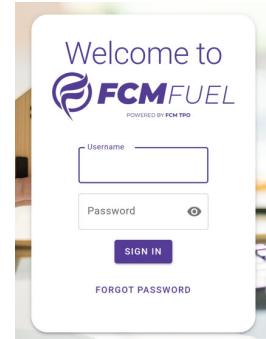 Welcome to
FCMFUEL
POWERED BY FCM TPO
Username
Password
SIGN IN
FORGOT PASSWORD